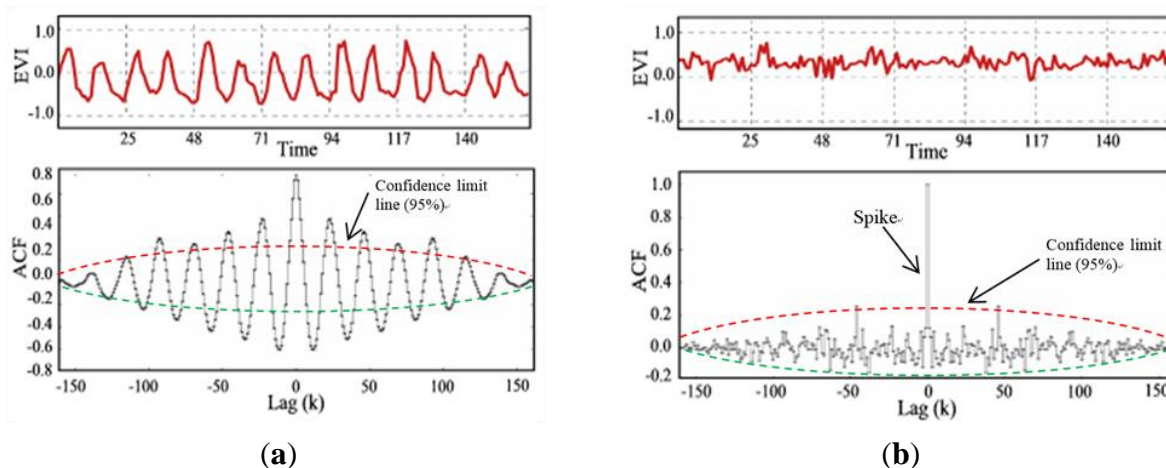 EVI
1.0
0.0
-1.0
25 48 71 94 117 140
Time
ACF
0.8
0.6
0.4
0.2
0.0
-0.2
-0.4
-0.6
-0.8
Confidence limit
line (95%)
-150 -100 -50 0 50 100 150
Lag (k)
(a)
EVI
1.0
0.0
1.0
25 48 71 94 117 140
Time
ACF
1.0
0.8
0.6
0.4
0.2
0.0
-0.2
Spike
Confidence limit
line (95%)
-150 -100 -50 0 50 100 150
Lag (k)
(b)